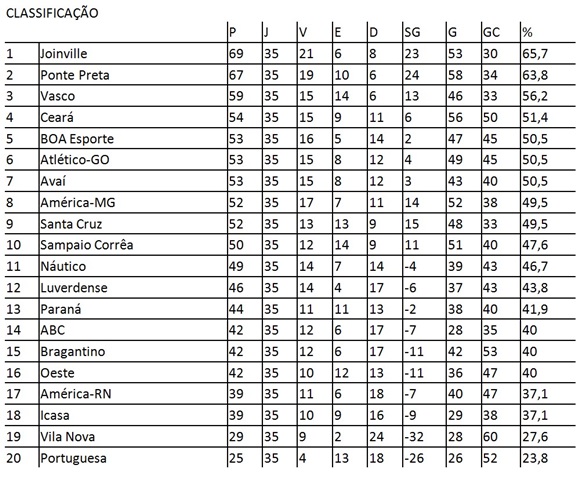 CLASSIFICAÇÃO
P J V E D SG G GC %
1 Joinville 69 35 21 6 8 23 53 30 65,7
2 Ponte Preta 67 35 19 10 6 24 58 34 63,8
3 Vasco 59 35 15 14 6 13 46 33 56,2
4 Ceará 54 35 15 9 11 6 56 50 51,4
5 BOA Esporte 53 35 16 5 14 2 47 45 50,5
6 Atlético-GO 53 35 15 8 12 4 49 45 50,5
7 Avaí 53 35 15 8 12 3 43 40 50,5
8 América-MG 52 35 17 7 11 14 52 38 49,5
9 Santa Cruz 52 35 13 13 9 15 48 33 49,5
10 Sampaio Corrêa 50 35 12 14 9 11 51 40 47,6
11 Náutico 49 35 14 7 14 -4 39 43 46,7
12 Luverdense 46 35 14 4 17 -6 37 43 43,8
13 Paraná 44 35 11 11 13 -2 38 40 41,9
14 ABC 42 35 12 6 17 -7 28 35 40
15 Bragantino 42 35 12 6 17 -11 42 53 40
16 Oeste 42 35 10 12 13 -11 36 47 40
17 América-RN 39 35 11 6 18 -7 40 47 37,1
18 Icasa 39 35 10 9 16 -9 29 38 37,1
19 Vila Nova 29 35 9 2 24 -32 28 60 27,6
20 Portuguesa 25 35 4 13 18 -26 26 52 23,8